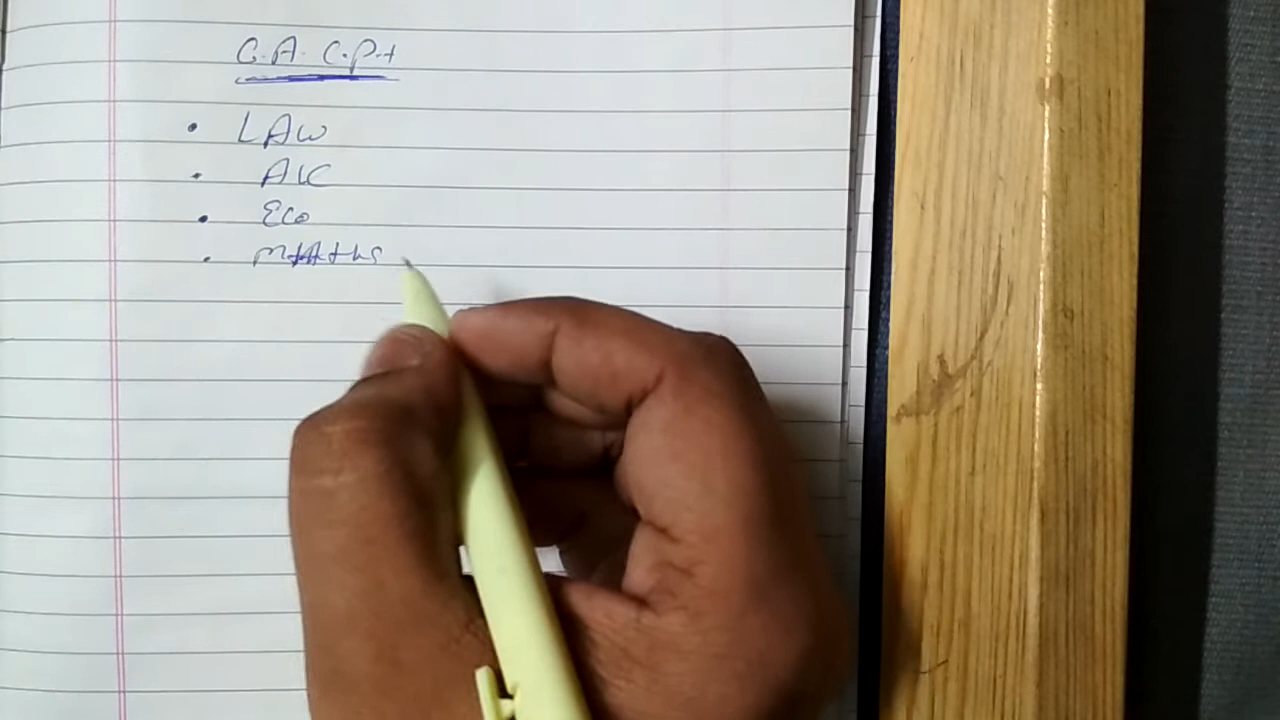 C.A. C.P.t
• LAW
• A/C
• Eco
• MAths